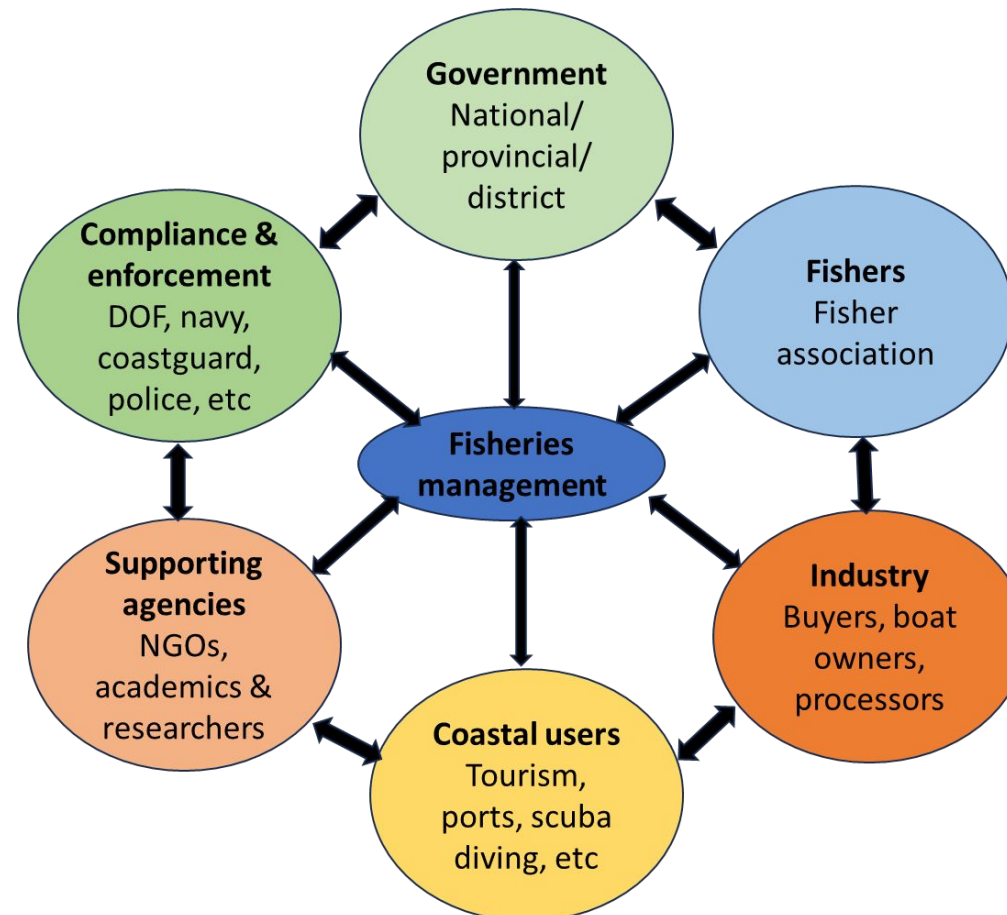 Government
National/
provincial/
district
Compliance &
enforcement
DOF, navy,
coastguard,
police, etc
Fishers
Fisher
association
Fisheries
management
Supporting
agencies
NGOs,
academics &
researchers
Industry
Buyers, boat
owners,
processors
Coastal users
Tourism,
ports, scuba
diving, etc